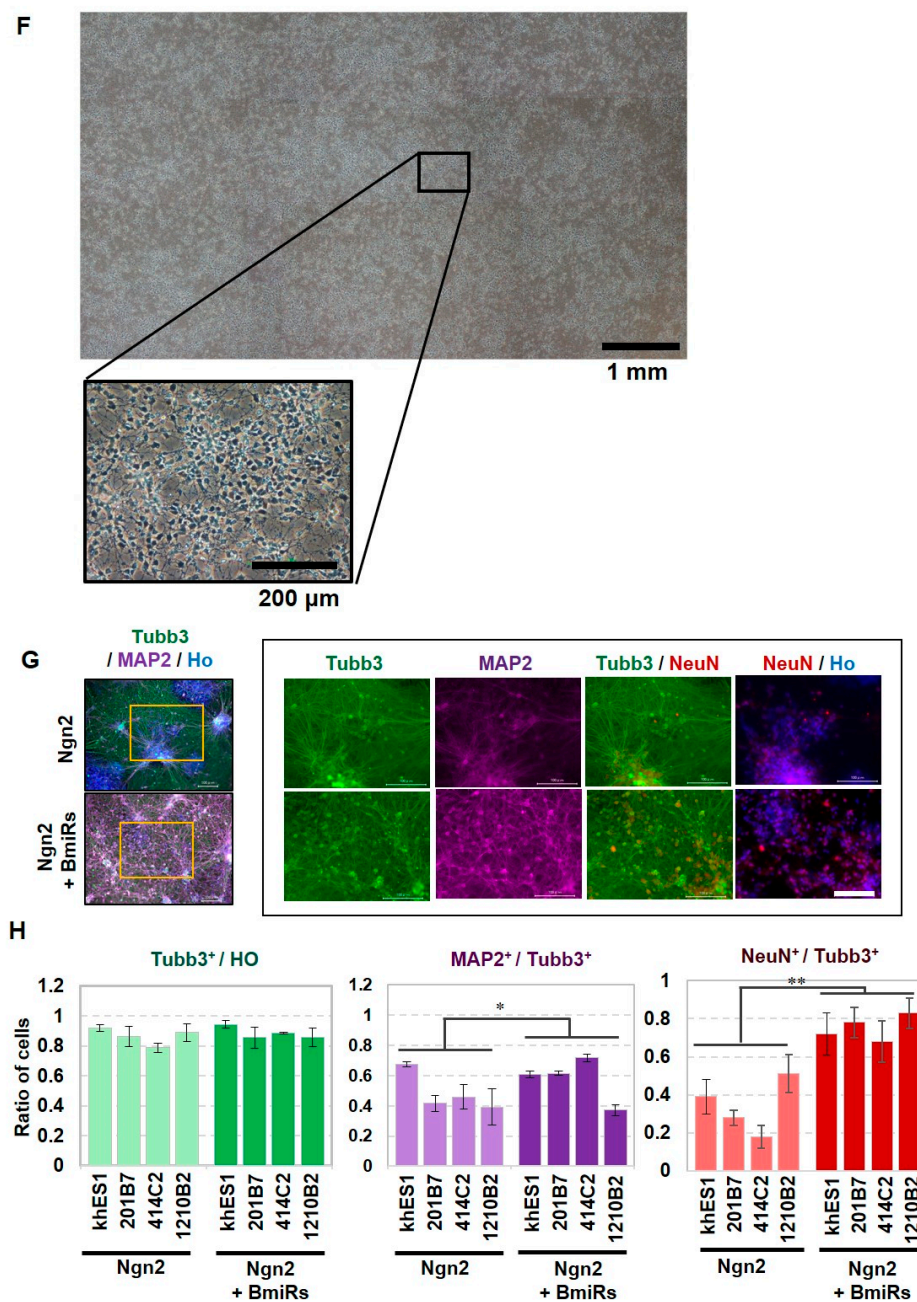 F
1 mm
200 µm
G
Tubb3
/ MAP2 / Ho
Tubb3
MAP2
Tubb3 / NeuN
NeuN / Ho
Ngn2
Ngn2
+ BmiRs
H
Tubb3⁺ / HO
MAP2⁺ / Tubb3⁺
NeuN⁺ / Tubb3⁺
Ratio of cells
1.2
1
0.8
0.6
0.4
0.2
0
khES1
201B7
414C2
1210B2
khES1
201B7
414C2
1210B2
Ngn2
Ngn2
+ BmiRs
1.2
1
0.8
0.6
0.4
0.2
0
*
khES1
201B7
414C2
1210B2
khES1
201B7
414C2
1210B2
Ngn2
Ngn2
+ BmiRs
1
0.8
0.6
0.4
0.2
0
**
khES1
201B7
414C2
1210B2
khES1
201B7
414C2
1210B2
Ngn2
Ngn2
+ BmiRs